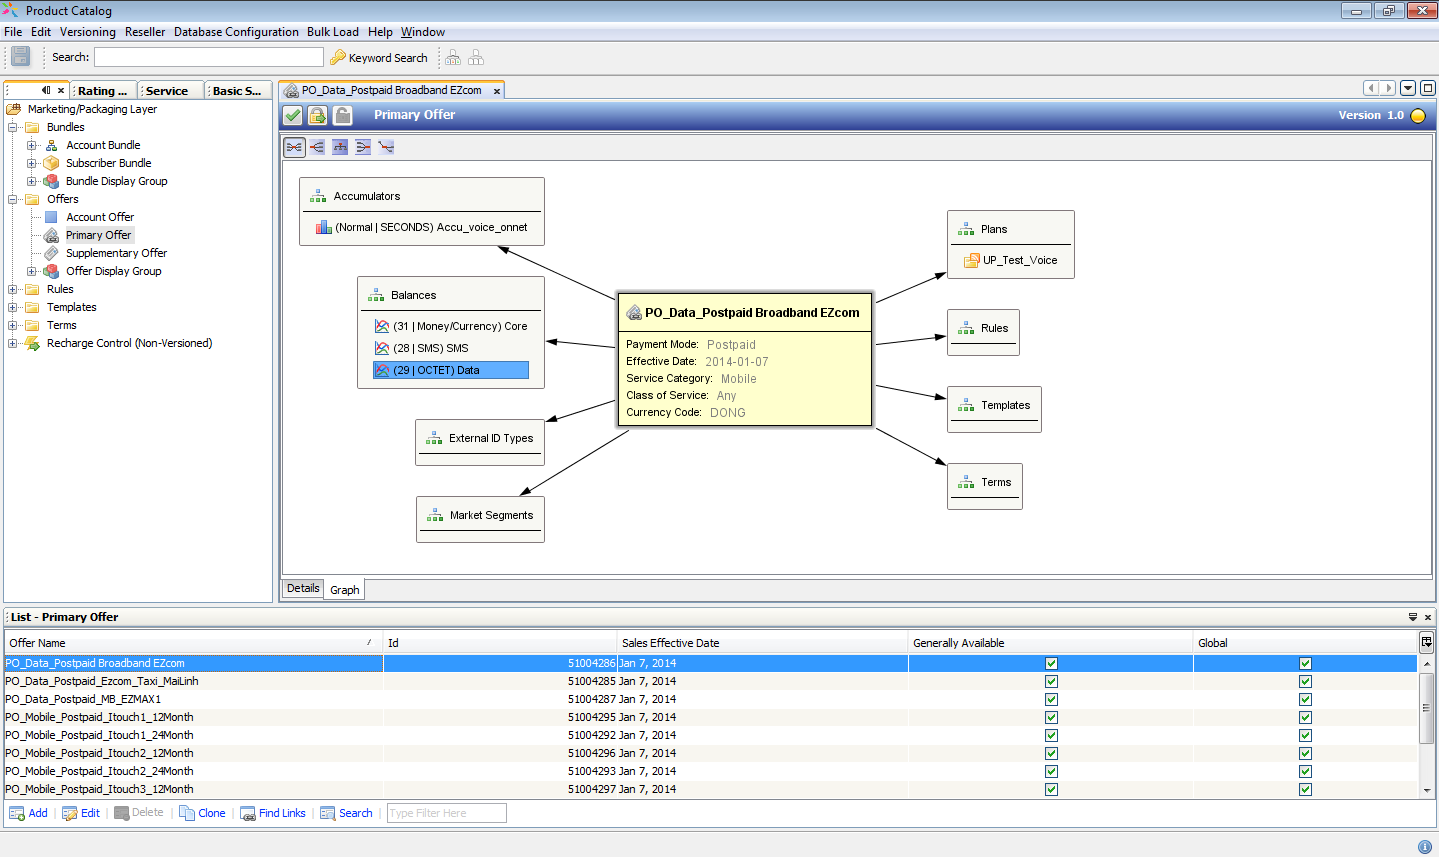 Product Catalog
File Edit Versioning Reseller Database Configuration Bulk Load Help Window
Search: Keyword Search
Rating ... Service Basic S...
Marketing/Packaging Layer
Bundles
Account Bundle
Subscriber Bundle
Bundle Display Group
Offers
Account Offer
Primary Offer
Supplementary Offer
Offer Display Group
Rules
Templates
Terms
Recharge Control (Non-Versioned)
PO_Data_Postpaid Broadband EZcom
Primary Offer Version 1.0
Accumulators
(Normal | SECONDS) Accu_voice_onnet
Balances
(31 | Money/Currency) Core
(28 | SMS) SMS
(29 | OCTET) Data
External ID Types
Market Segments
PO_Data_Postpaid Broadband EZcom
Payment Mode: Postpaid
Effective Date: 2014-01-07
Service Category: Mobile
Class of Service: Any
Currency Code: DONG
Plans
UP_Test_Voice
Rules
Templates
Terms
Details Graph
List - Primary Offer
Offer Name / Id Sales Effective Date Generally Available Global
PO_Data_Postpaid Broadband EZcom 51004286 Jan 7, 2014
PO_Data_Postpaid_Ezcom_Taxi_MaiLinh 51004285 Jan 7, 2014
PO_Data_Postpaid_MB_EZMAX1 51004287 Jan 7, 2014
PO_Mobile_Postpaid_Itouch1_12Month 51004295 Jan 7, 2014
PO_Mobile_Postpaid_Itouch1_24Month 51004292 Jan 7, 2014
PO_Mobile_Postpaid_Itouch2_12Month 51004296 Jan 7, 2014
PO_Mobile_Postpaid_Itouch2_24Month 51004293 Jan 7, 2014
PO_Mobile_Postpaid_Itouch3_12Month 51004297 Jan 7, 2014
Add Edit Delete Clone Find Links Search Type Filter Here